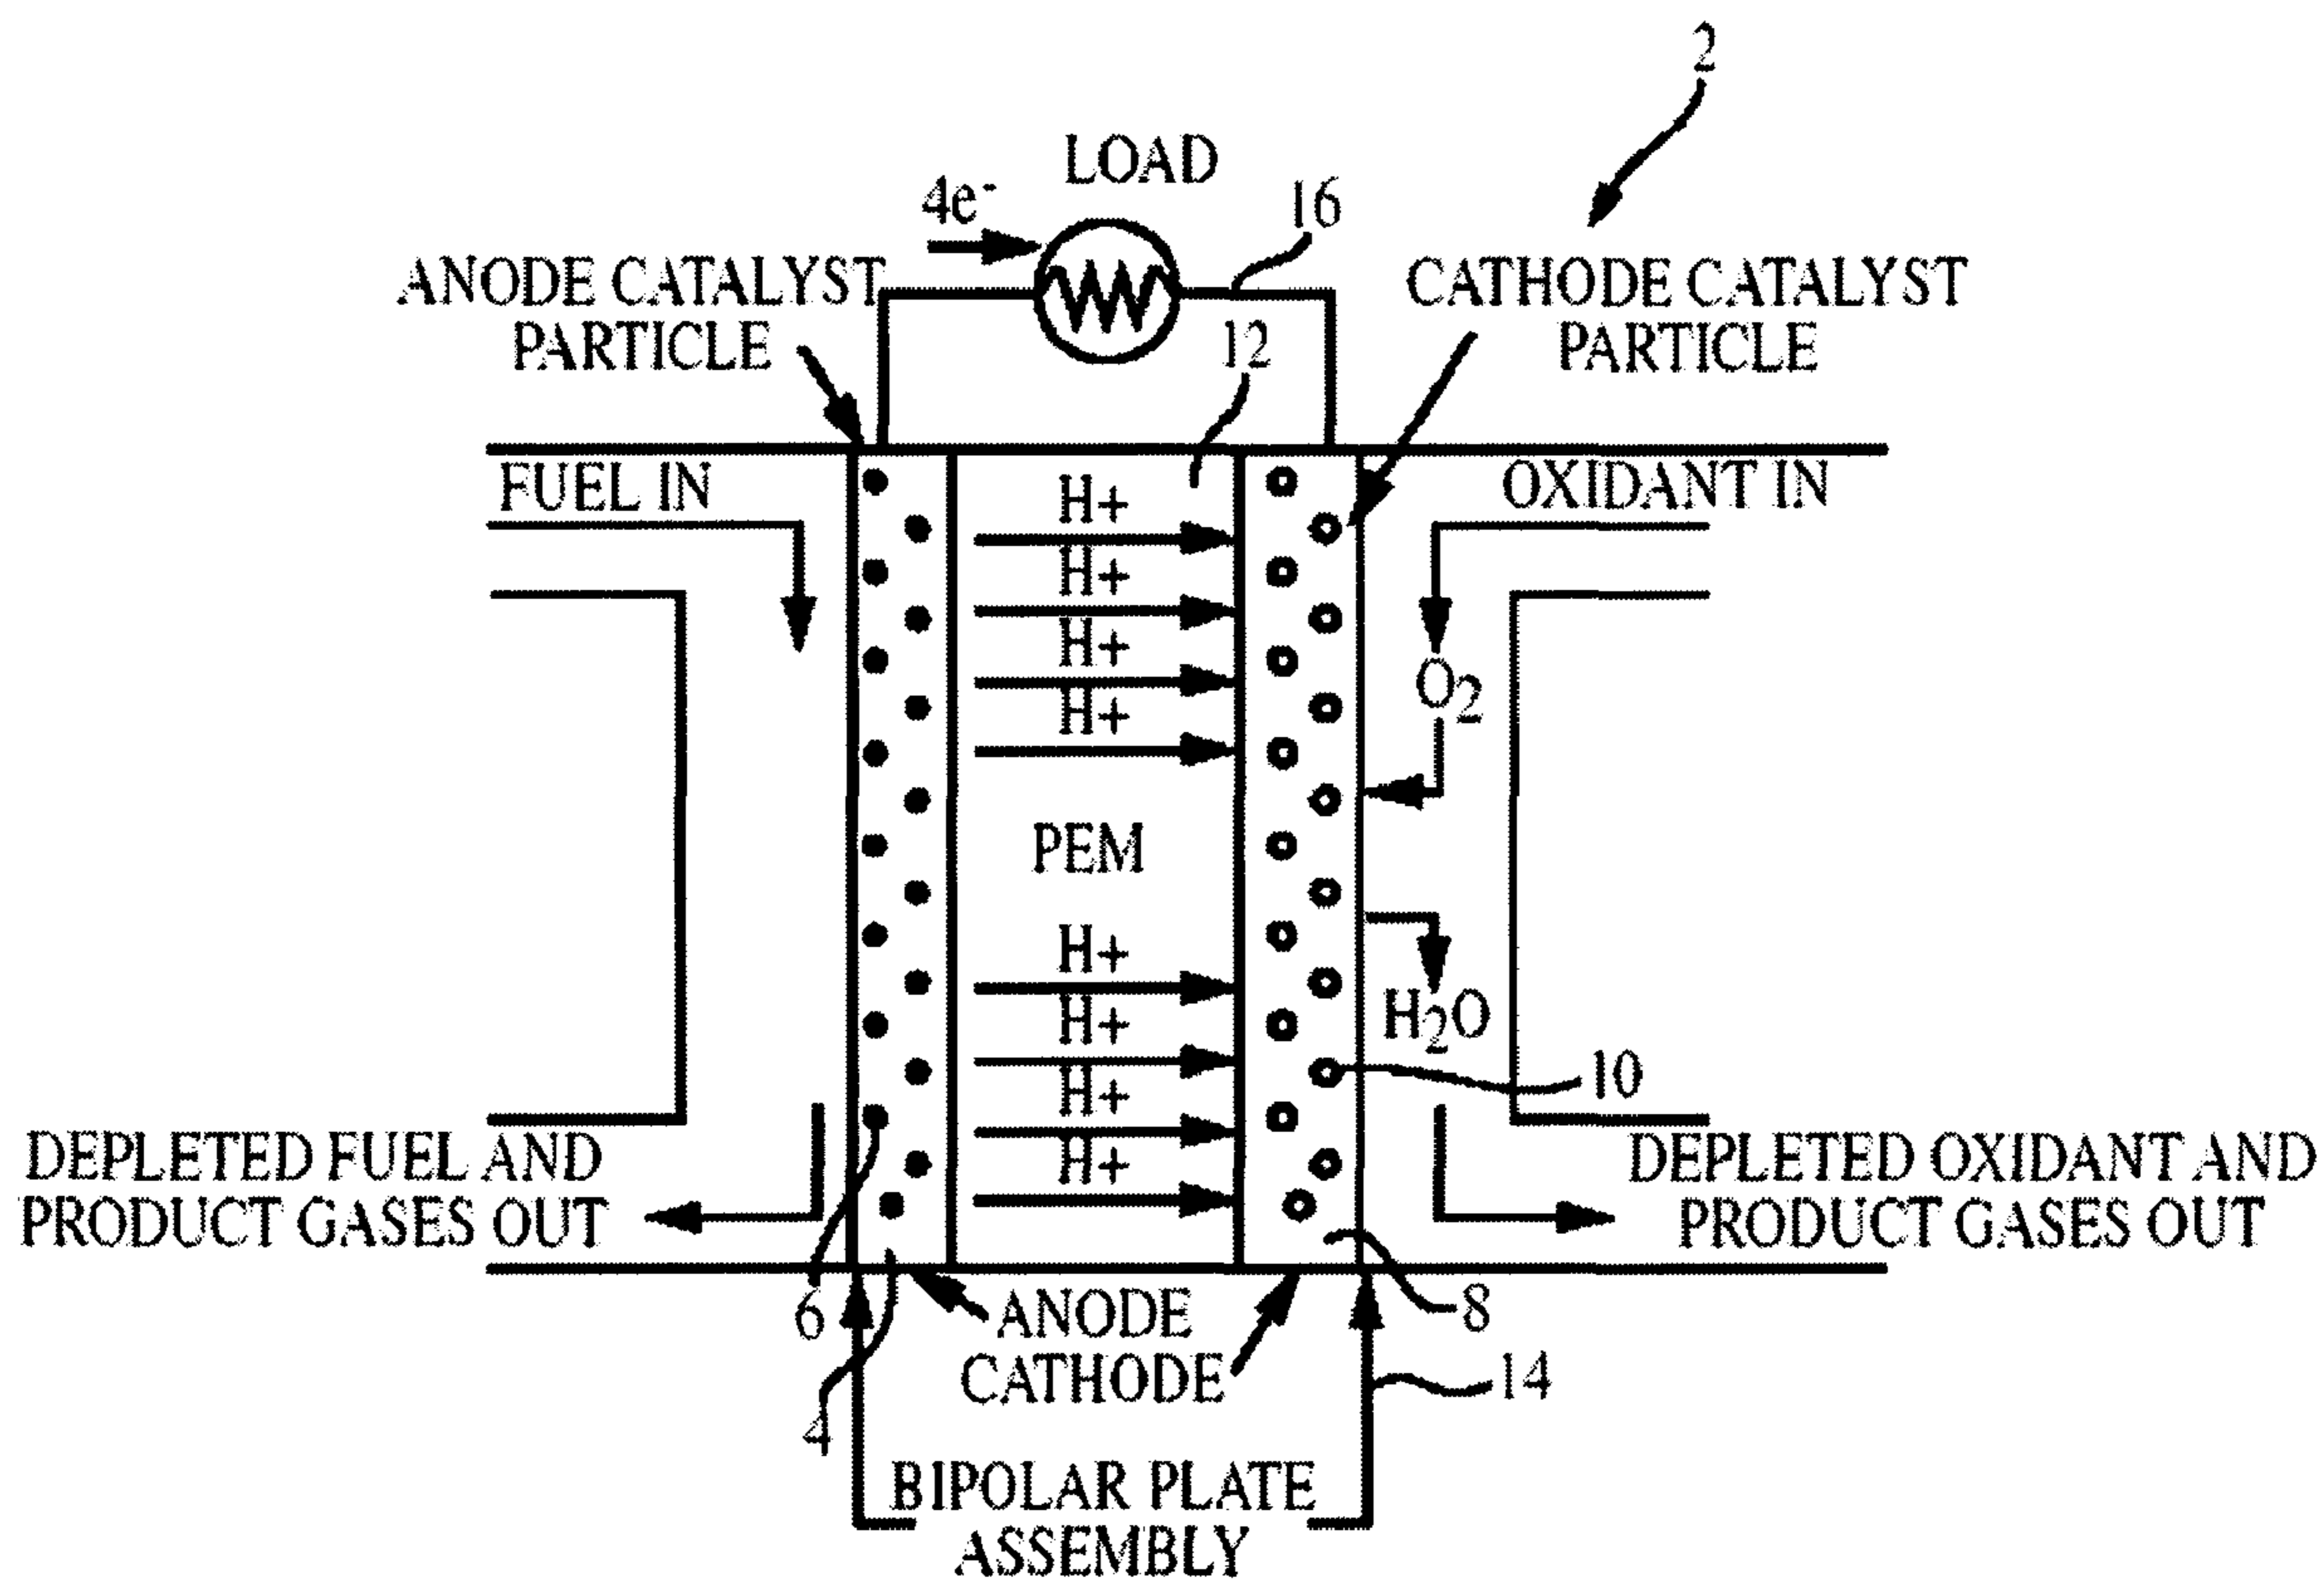 2
LOAD
4e-
16
ANODE CATALYST
PARTICLE
CATHODE CATALYST
PARTICLE
12
FUEL IN
OXIDANT IN
H+
H+
H+
H+
O2
PEM
H+
H+
H+
H+
H2O
10
DEPLETED FUEL AND
PRODUCT GASES OUT
DEPLETED OXIDANT AND
PRODUCT GASES OUT
6
ANODE
8
CATHODE
14
4
BIPOLAR PLATE
ASSEMBLY